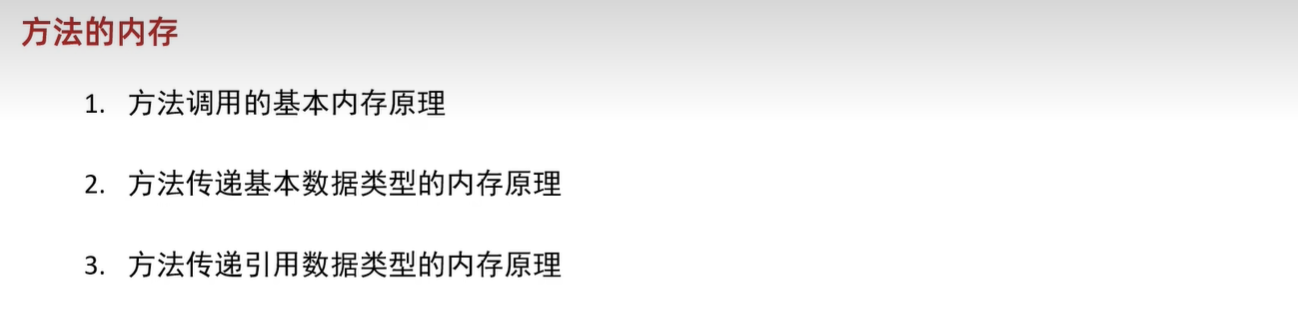 方法的内存
1. 方法调用的基本内存原理
2. 方法传递基本数据类型的内存原理
3. 方法传递引用数据类型的内存原理